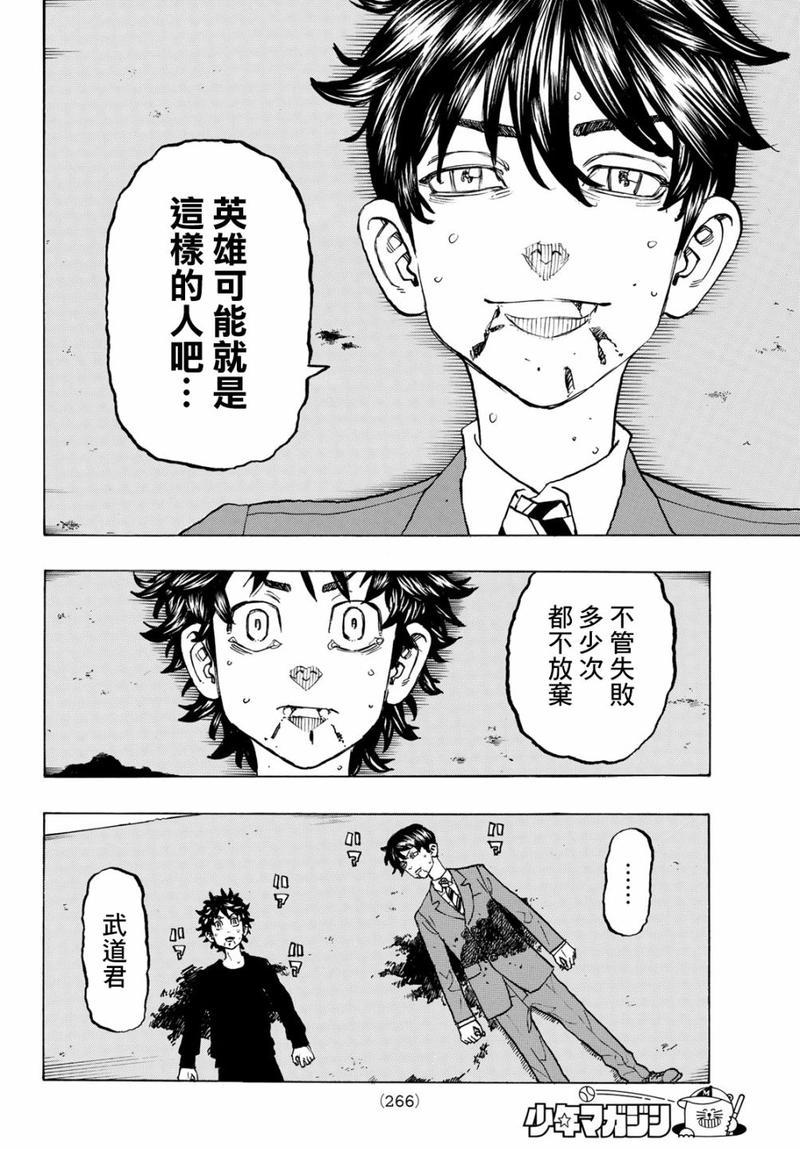 英雄可能就是
這樣的人吧…
不管失敗
多少次
都不放棄
……
ハァ
ハァ
ハァ
ハァ
ハァ
武道君
(266)
少年マガジン